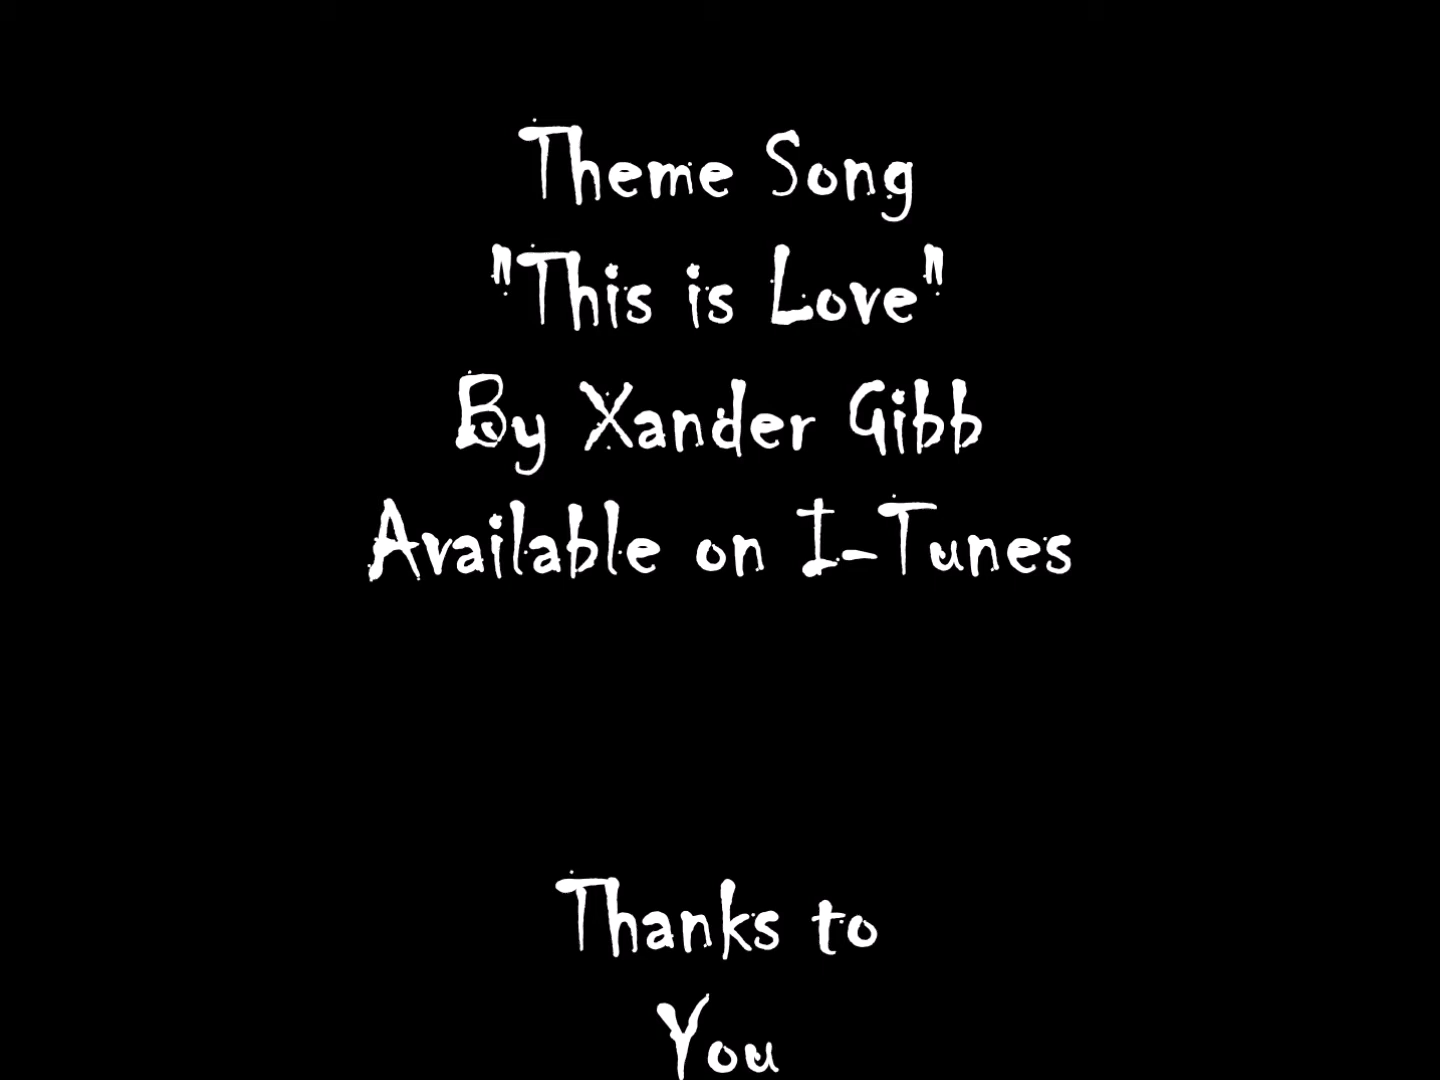 Theme Song
"This is Love"
By Xander Gibb
Available on I-Tunes
Thanks to
You